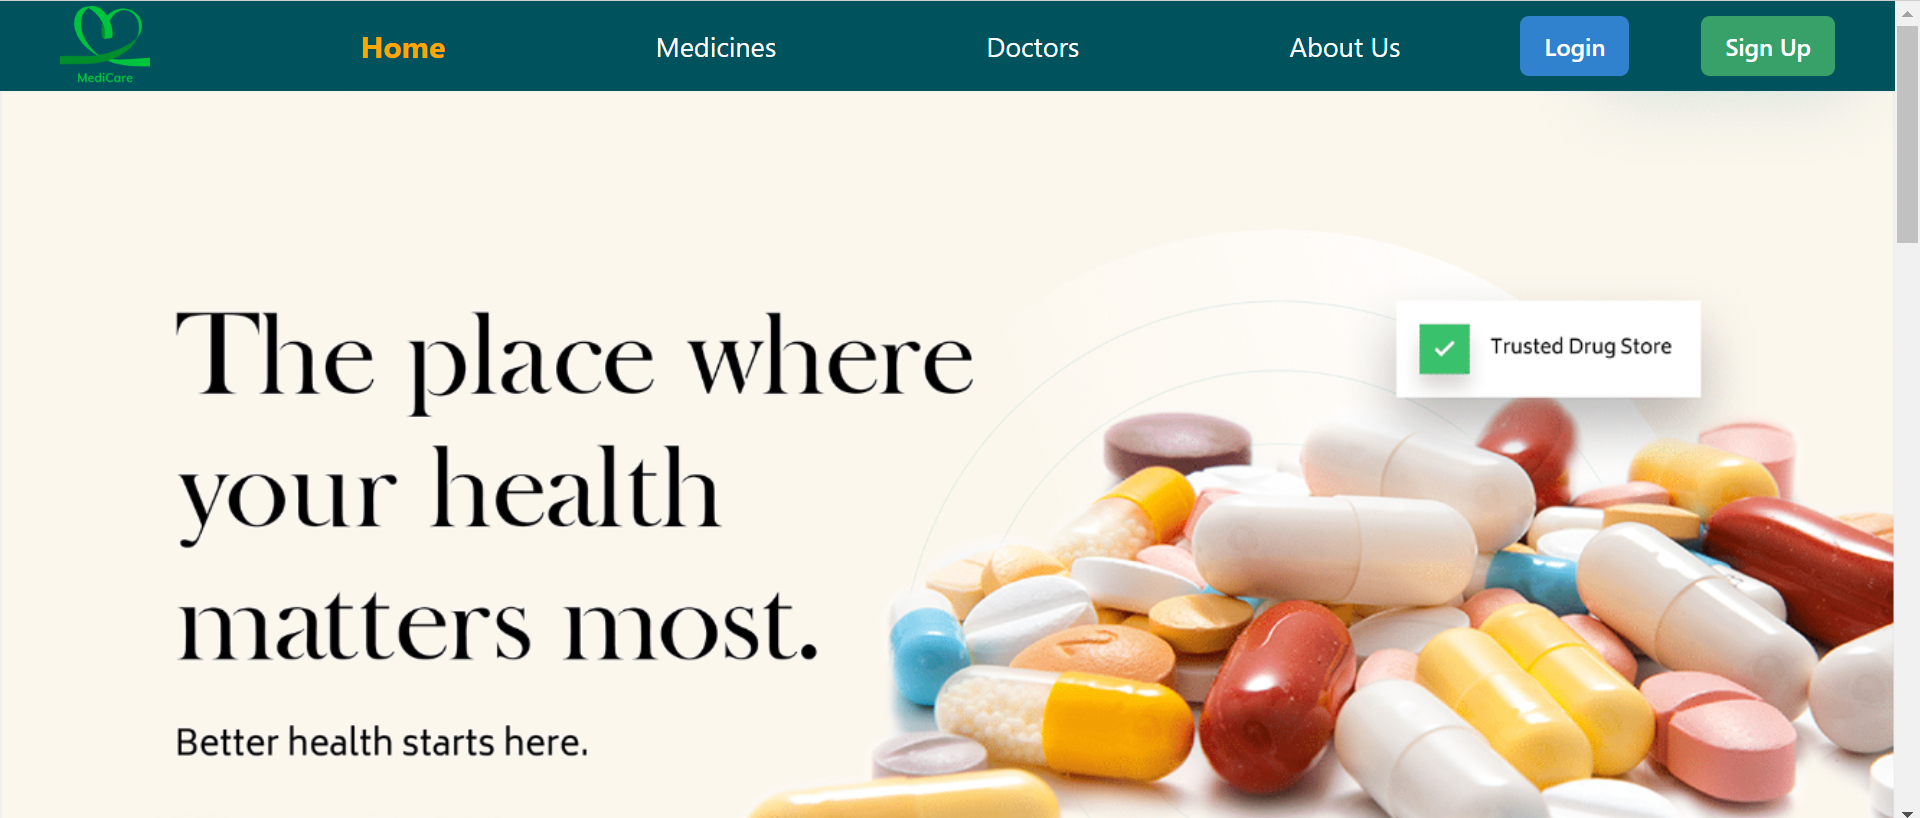 MediCare
Home
Medicines
Doctors
About Us
Login
Sign Up
The place where
your health
matters most.
Trusted Drug Store
Better health starts here.